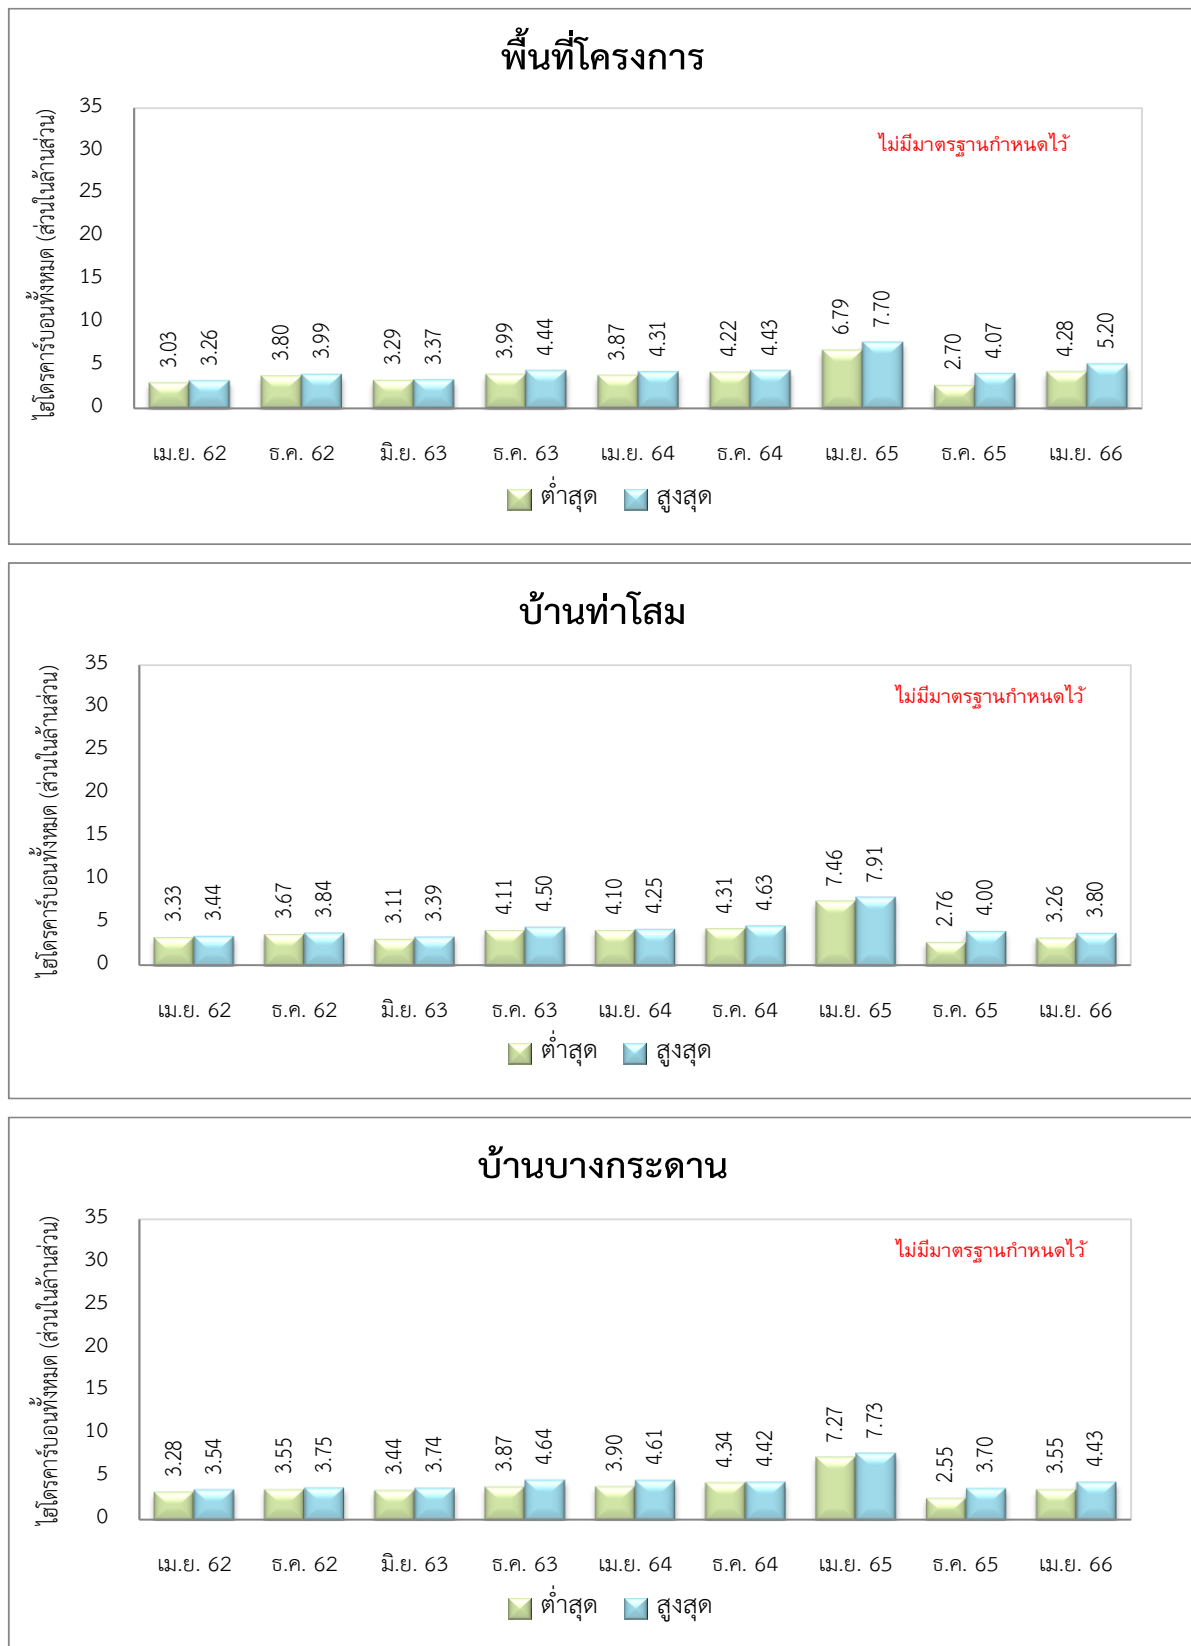 พื้นที่โครงการ
ไฮโดรคาร์บอนทั้งหมด (ส่วนในล้านส่วน)
35
30
25
20
15
10
5
0
ไม่มีมาตรฐานกำหนดไว้
3.03 3.26 3.80 3.99 3.29 3.37 3.99 4.44 3.87 4.31 4.22 4.43 6.79 7.70 2.70 4.07 4.28 5.20
เม.ย. 62 ธ.ค. 62 มิ.ย. 63 ธ.ค. 63 เม.ย. 64 ธ.ค. 64 เม.ย. 65 ธ.ค. 65 เม.ย. 66
ต่ำสุด สูงสุด
บ้านท่าโสม
ไฮโดรคาร์บอนทั้งหมด (ส่วนในล้านส่วน)
35
30
25
20
15
10
5
0
ไม่มีมาตรฐานกำหนดไว้
3.33 3.44 3.67 3.84 3.11 3.39 4.11 4.50 4.10 4.25 4.31 4.63 7.46 7.91 2.76 4.00 3.26 3.80
เม.ย. 62 ธ.ค. 62 มิ.ย. 63 ธ.ค. 63 เม.ย. 64 ธ.ค. 64 เม.ย. 65 ธ.ค. 65 เม.ย. 66
ต่ำสุด สูงสุด
บ้านบางกระดาน
ไฮโดรคาร์บอนทั้งหมด (ส่วนในล้านส่วน)
35
30
25
20
15
10
5
0
ไม่มีมาตรฐานกำหนดไว้
3.28 3.54 3.55 3.75 3.44 3.74 3.87 4.64 3.90 4.61 4.34 4.42 7.27 7.73 2.55 3.70 3.55 4.43
เม.ย. 62 ธ.ค. 62 มิ.ย. 63 ธ.ค. 63 เม.ย. 64 ธ.ค. 64 เม.ย. 65 ธ.ค. 65 เม.ย. 66
ต่ำสุด สูงสุด